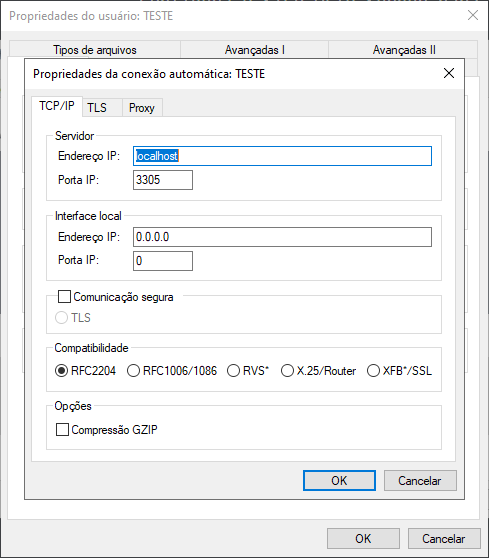 Propriedades do usuário: TESTE
Tipos de arquivos Avançadas I Avançadas II
Propriedades da conexão automática: TESTE
TCP/IP TLS Proxy
Servidor
Endereço IP: localhost
Porta IP: 3305
Interface local
Endereço IP: 0.0.0.0
Porta IP: 0
Comunicação segura
TLS
Compatibilidade
RFC2204 RFC1006/1086 RVS* X.25/Router XFB*/SSL
Opções
Compressão GZIP
OK Cancelar
OK Cancelar